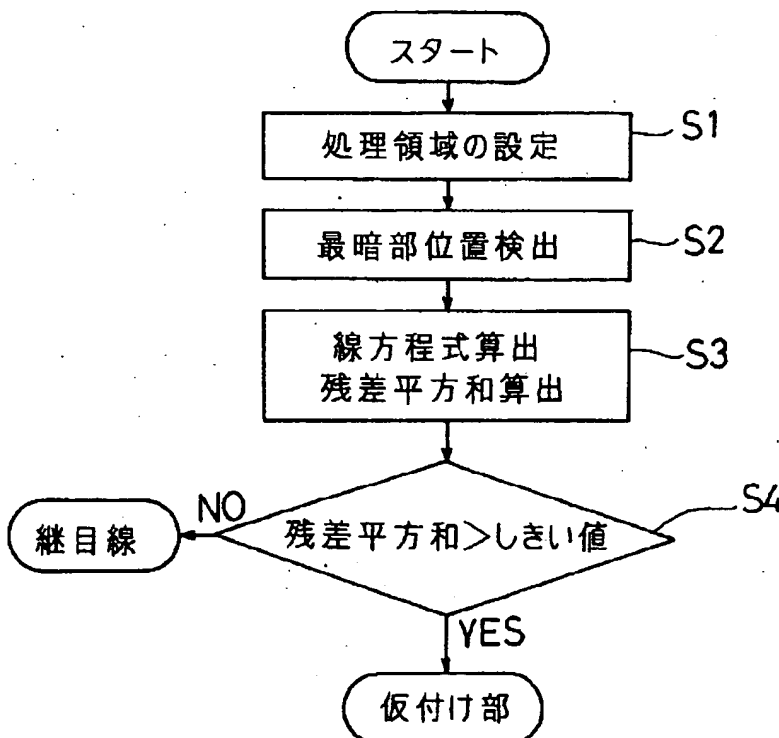 スタート
処理領域の設定
S1
最暗部位置検出
S2
線方程式算出
残差平方和算出
S3
残差平方和>しきい値
S4
NO
継目線
YES
仮付け部